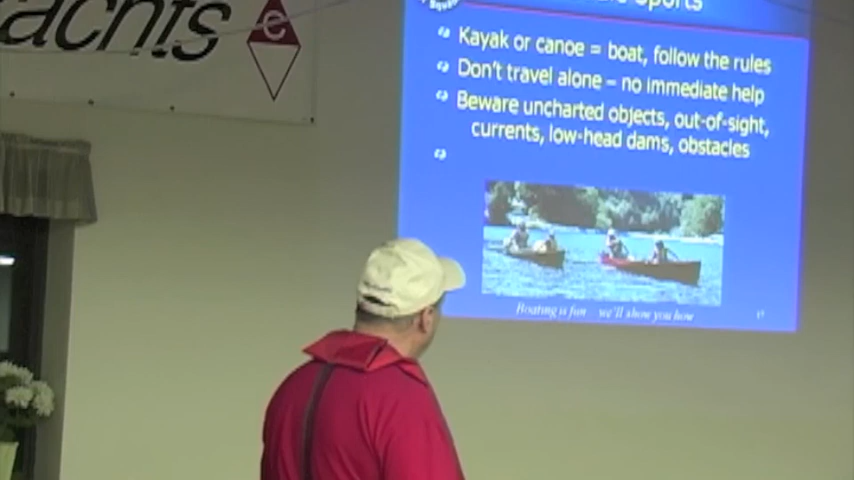 achts
e
Sports
Kayak or canoe = boat, follow the rules
Don't travel alone – no immediate help
Beware uncharted objects, out-of-sight,
currents, low-head dams, obstacles
Boating is fun we'll show you how